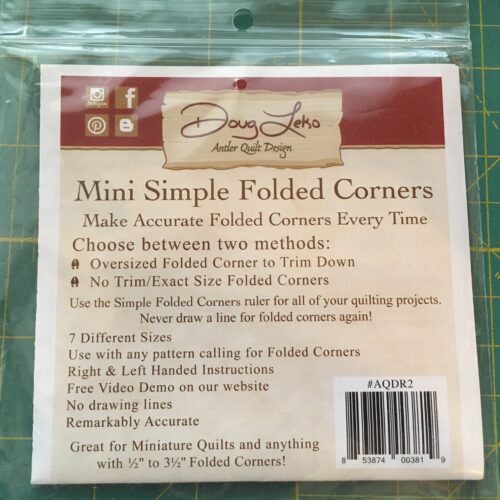 Doug Leko
Antler Quilt Design
Mini Simple Folded Corners
Make Accurate Folded Corners Every Time
Choose between two methods:
Oversized Folded Corner to Trim Down
No Trim/Exact Size Folded Corners
Use the Simple Folded Corners ruler for all of your quilting projects.
Never draw a line for folded corners again!
7 Different Sizes
Use with any pattern calling for Folded Corners
Right & Left Handed Instructions
Free Video Demo on our website
No drawing lines
Remarkably Accurate
Great for Miniature Quilts and anything
with ½" to 3½" Folded Corners!
#AQDR2
8 53874 00381 9